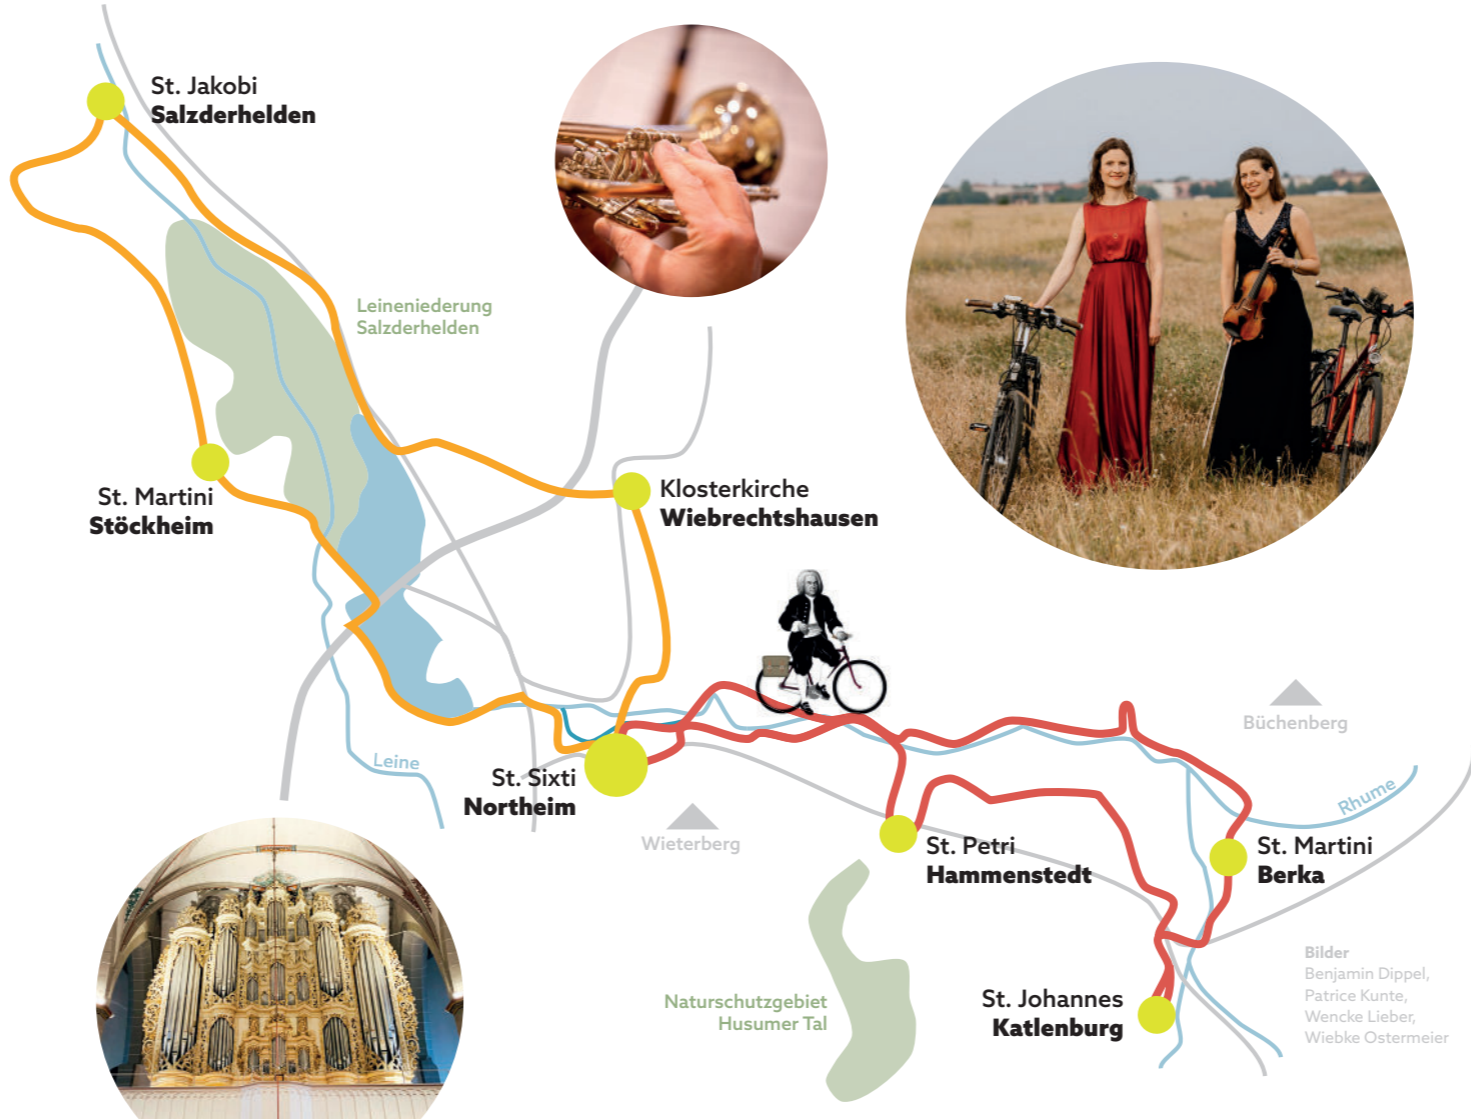 St. Jakobi
Salzderhelden
Leineniederung
Salzderhelden
St. Martini
Stöckheim
Klosterkirche
Wiebrechtshausen
Büchenberg
Leine
St. Sixti
Northeim
Rhume
Wieterberg
St. Petri
Hammenstedt
St. Martini
Berka
Naturschutzgebiet
Husumer Tal
St. Johannes
Katlenburg
Bilder
Benjamin Dippel,
Patrice Kunte,
Wencke Lieber,
Wiebke Ostermeier